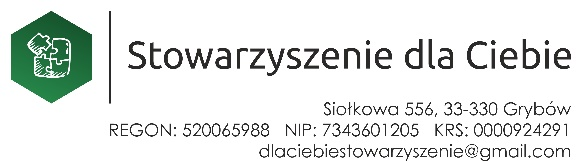 Stowarzyszenie dla Ciebie
Siołkowa 556, 33-330 Grybów
REGON: 520065988 NIP: 7343601205 KRS: 0000924291
dlaciebiestowarzyszenie@gmail.com